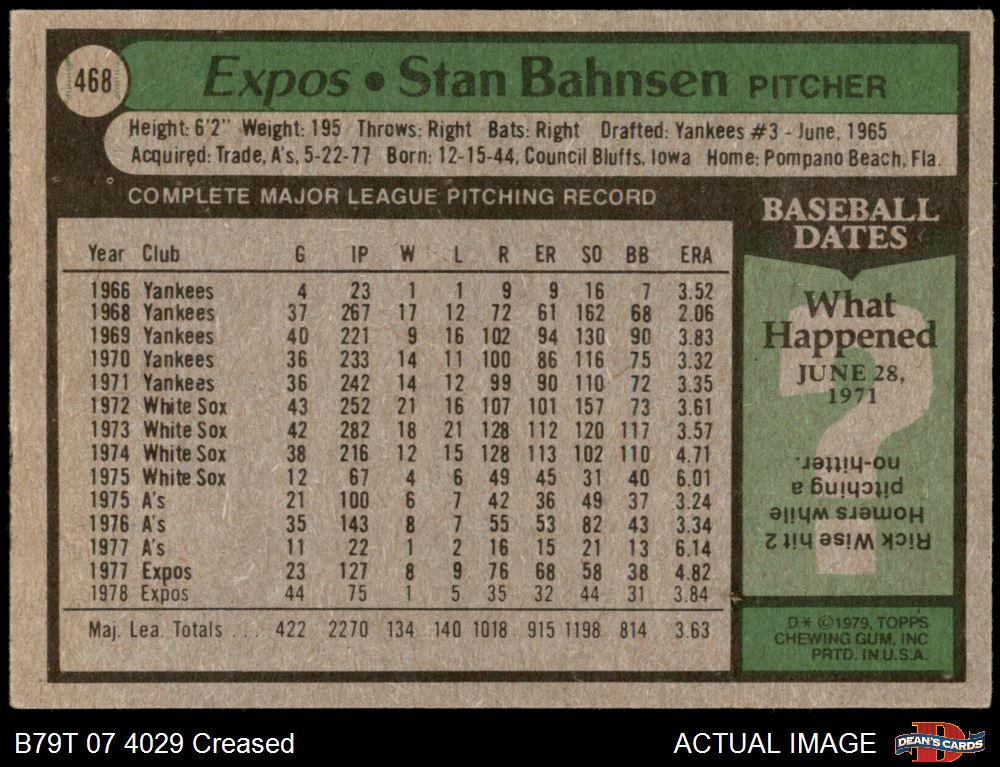 468
Expos • Stan Bahnsen PITCHER
Height: 6'2" Weight: 195 Throws: Right Bats: Right Drafted: Yankees #3 - June, 1965
Acquired: Trade, A's, 5-22-77 Born: 12-15-44, Council Bluffs, Iowa Home: Pompano Beach, Fla.
COMPLETE MAJOR LEAGUE PITCHING RECORD
Year Club G IP W L R ER SO BB ERA
1966 Yankees 4 23 1 1 9 9 16 7 3.52
1968 Yankees 37 267 17 12 72 61 162 68 2.06
1969 Yankees 40 221 9 16 102 94 130 90 3.83
1970 Yankees 36 233 14 11 100 86 116 75 3.32
1971 Yankees 36 242 14 12 99 90 110 72 3.35
1972 White Sox 43 252 21 16 107 101 157 73 3.61
1973 White Sox 42 282 18 21 128 112 120 117 3.57
1974 White Sox 38 216 12 15 128 113 102 110 4.71
1975 White Sox 12 67 4 6 49 45 31 40 6.01
1975 A's 21 100 6 7 42 36 49 37 3.24
1976 A's 35 143 8 7 55 53 82 43 3.34
1977 A's 11 22 1 2 16 15 21 13 6.14
1977 Expos 23 127 8 9 76 68 58 38 4.82
1978 Expos 44 75 1 5 35 32 44 31 3.84
Maj. Lea. Totals ... 422 2270 134 140 1018 915 1198 814 3.63
BASEBALL
DATES
What
Happened
JUNE 28,
1971
?
Rick Wise hit 2
Homers while
pitching a
no-hitter.
D* ©1979, TOPPS
CHEWING GUM, INC
PRTD. IN U.S.A.
B79T 07 4029 Creased
ACTUAL IMAGE
D
DEAN'S CARDS